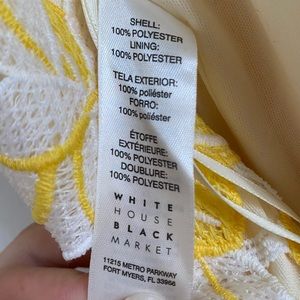 SHELL:
100% POLYESTER
LINING:
100% POLYESTER
TELA EXTERIOR:
100% poliéster
FORRO:
100% poliéster
ÉTOFFE
EXTÉRIEURE:
100% POLYESTER
DOUBLURE:
100% POLYESTER
WHITE
HOUSE
BLACK
MARKET
11215 METRO PARKWAY
FORT MYERS, FL 33966